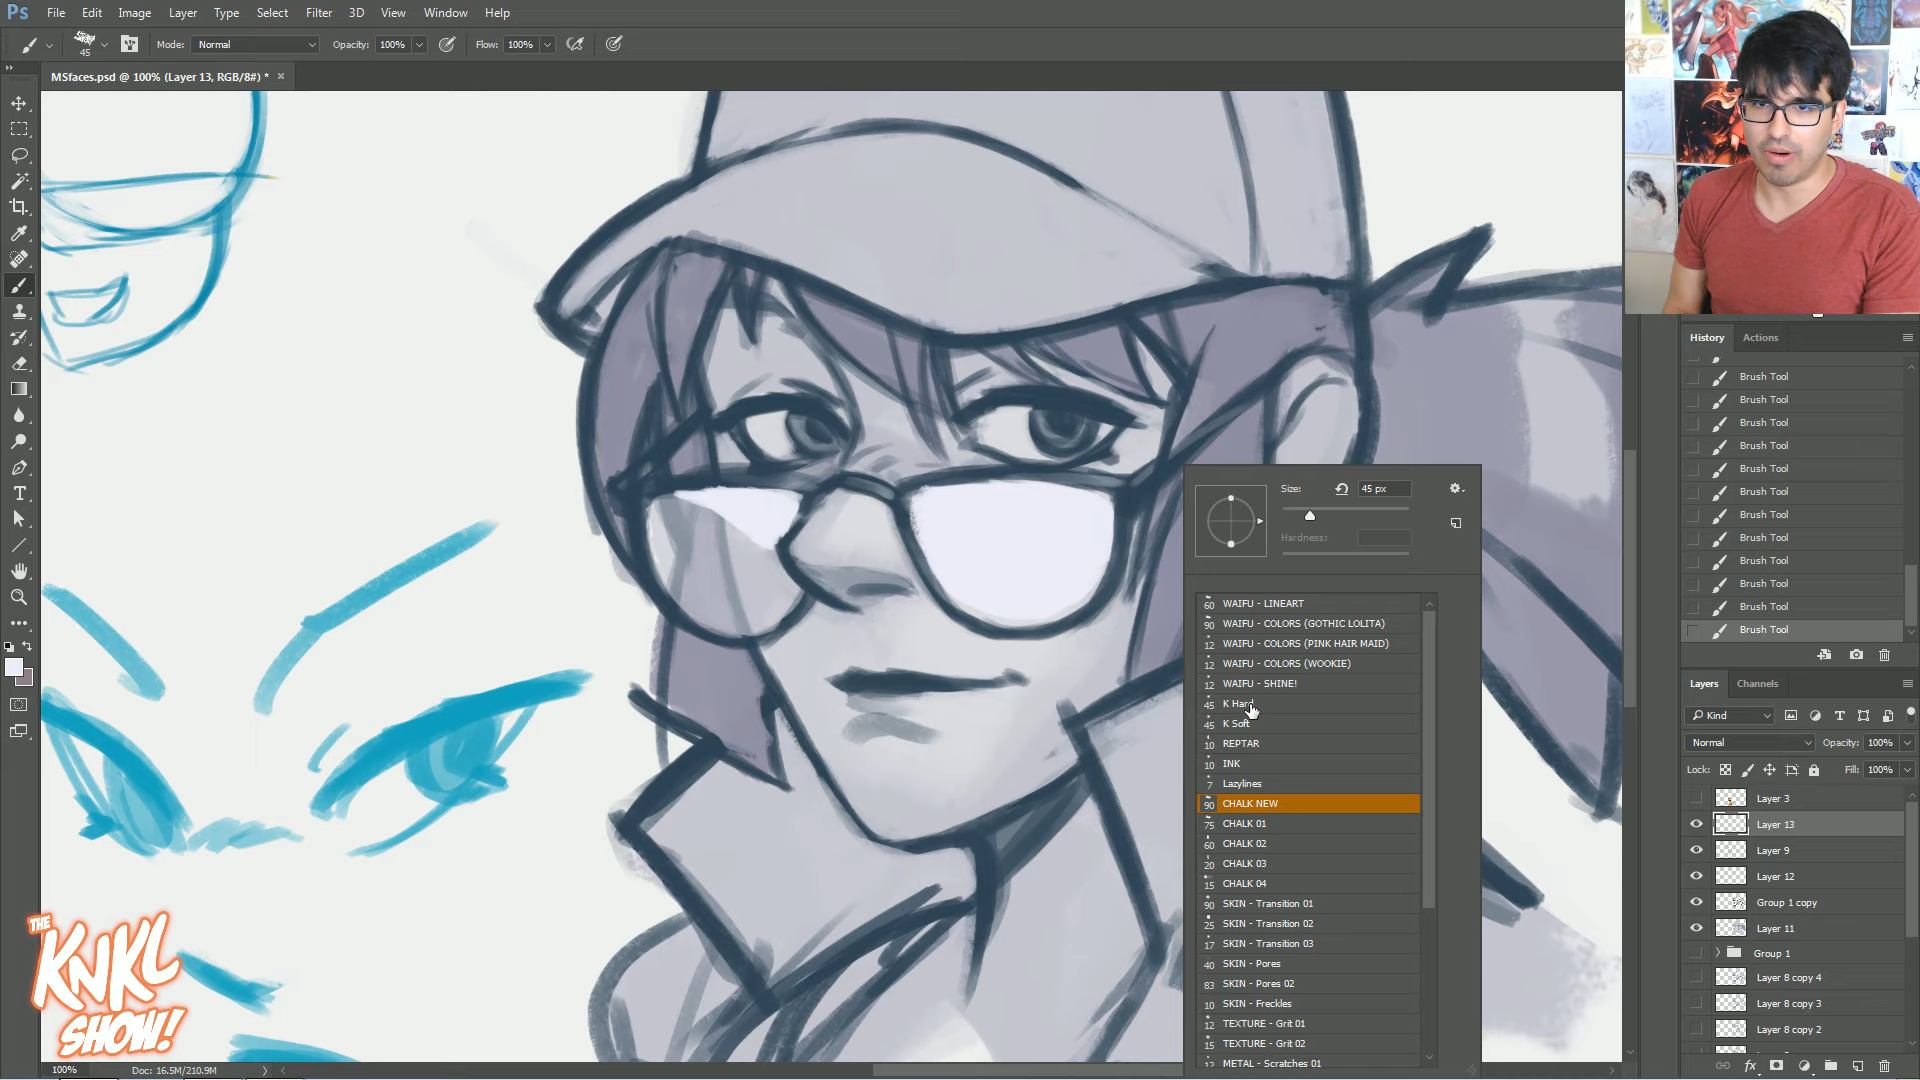 Ps File Edit Image Layer Type Select Filter 3D View Window Help
45 Mode: Normal Opacity: 100% Flow: 100%
MSfaces.psd @ 100% (Layer 13, RGB/8#) * ×
History Actions
Brush Tool
Brush Tool
Brush Tool
Brush Tool
Brush Tool
Brush Tool
Brush Tool
Brush Tool
Brush Tool
Brush Tool
Brush Tool
Brush Tool
Size: 45 px
Hardness:
60 WAIFU - LINEART
90 WAIFU - COLORS (GOTHIC LOLITA)
12 WAIFU - COLORS (PINK HAIR MAID)
12 WAIFU - COLORS (WOOKIE)
12 WAIFU - SHINE!
45 K Hard
45 K Soft
10 REPTAR
10 INK
7 Lazylines
90 CHALK NEW
75 CHALK 01
60 CHALK 02
20 CHALK 03
15 CHALK 04
90 SKIN - Transition 01
25 SKIN - Transition 02
17 SKIN - Transition 03
40 SKIN - Pores
83 SKIN - Pores 02
10 SKIN - Freckles
12 TEXTURE - Grit 01
15 TEXTURE - Grit 02
12 METAL - Scratches 01
Layers Channels
Kind
Normal Opacity: 100%
Lock: Fill: 100%
Layer 3
Layer 13
Layer 9
Layer 12
Group 1 copy
Layer 11
Group 1
Layer 8 copy 4
Layer 8 copy 3
Layer 8 copy 2
THE
KNKL
SHOW!
100% Doc: 16.5M/210.9M